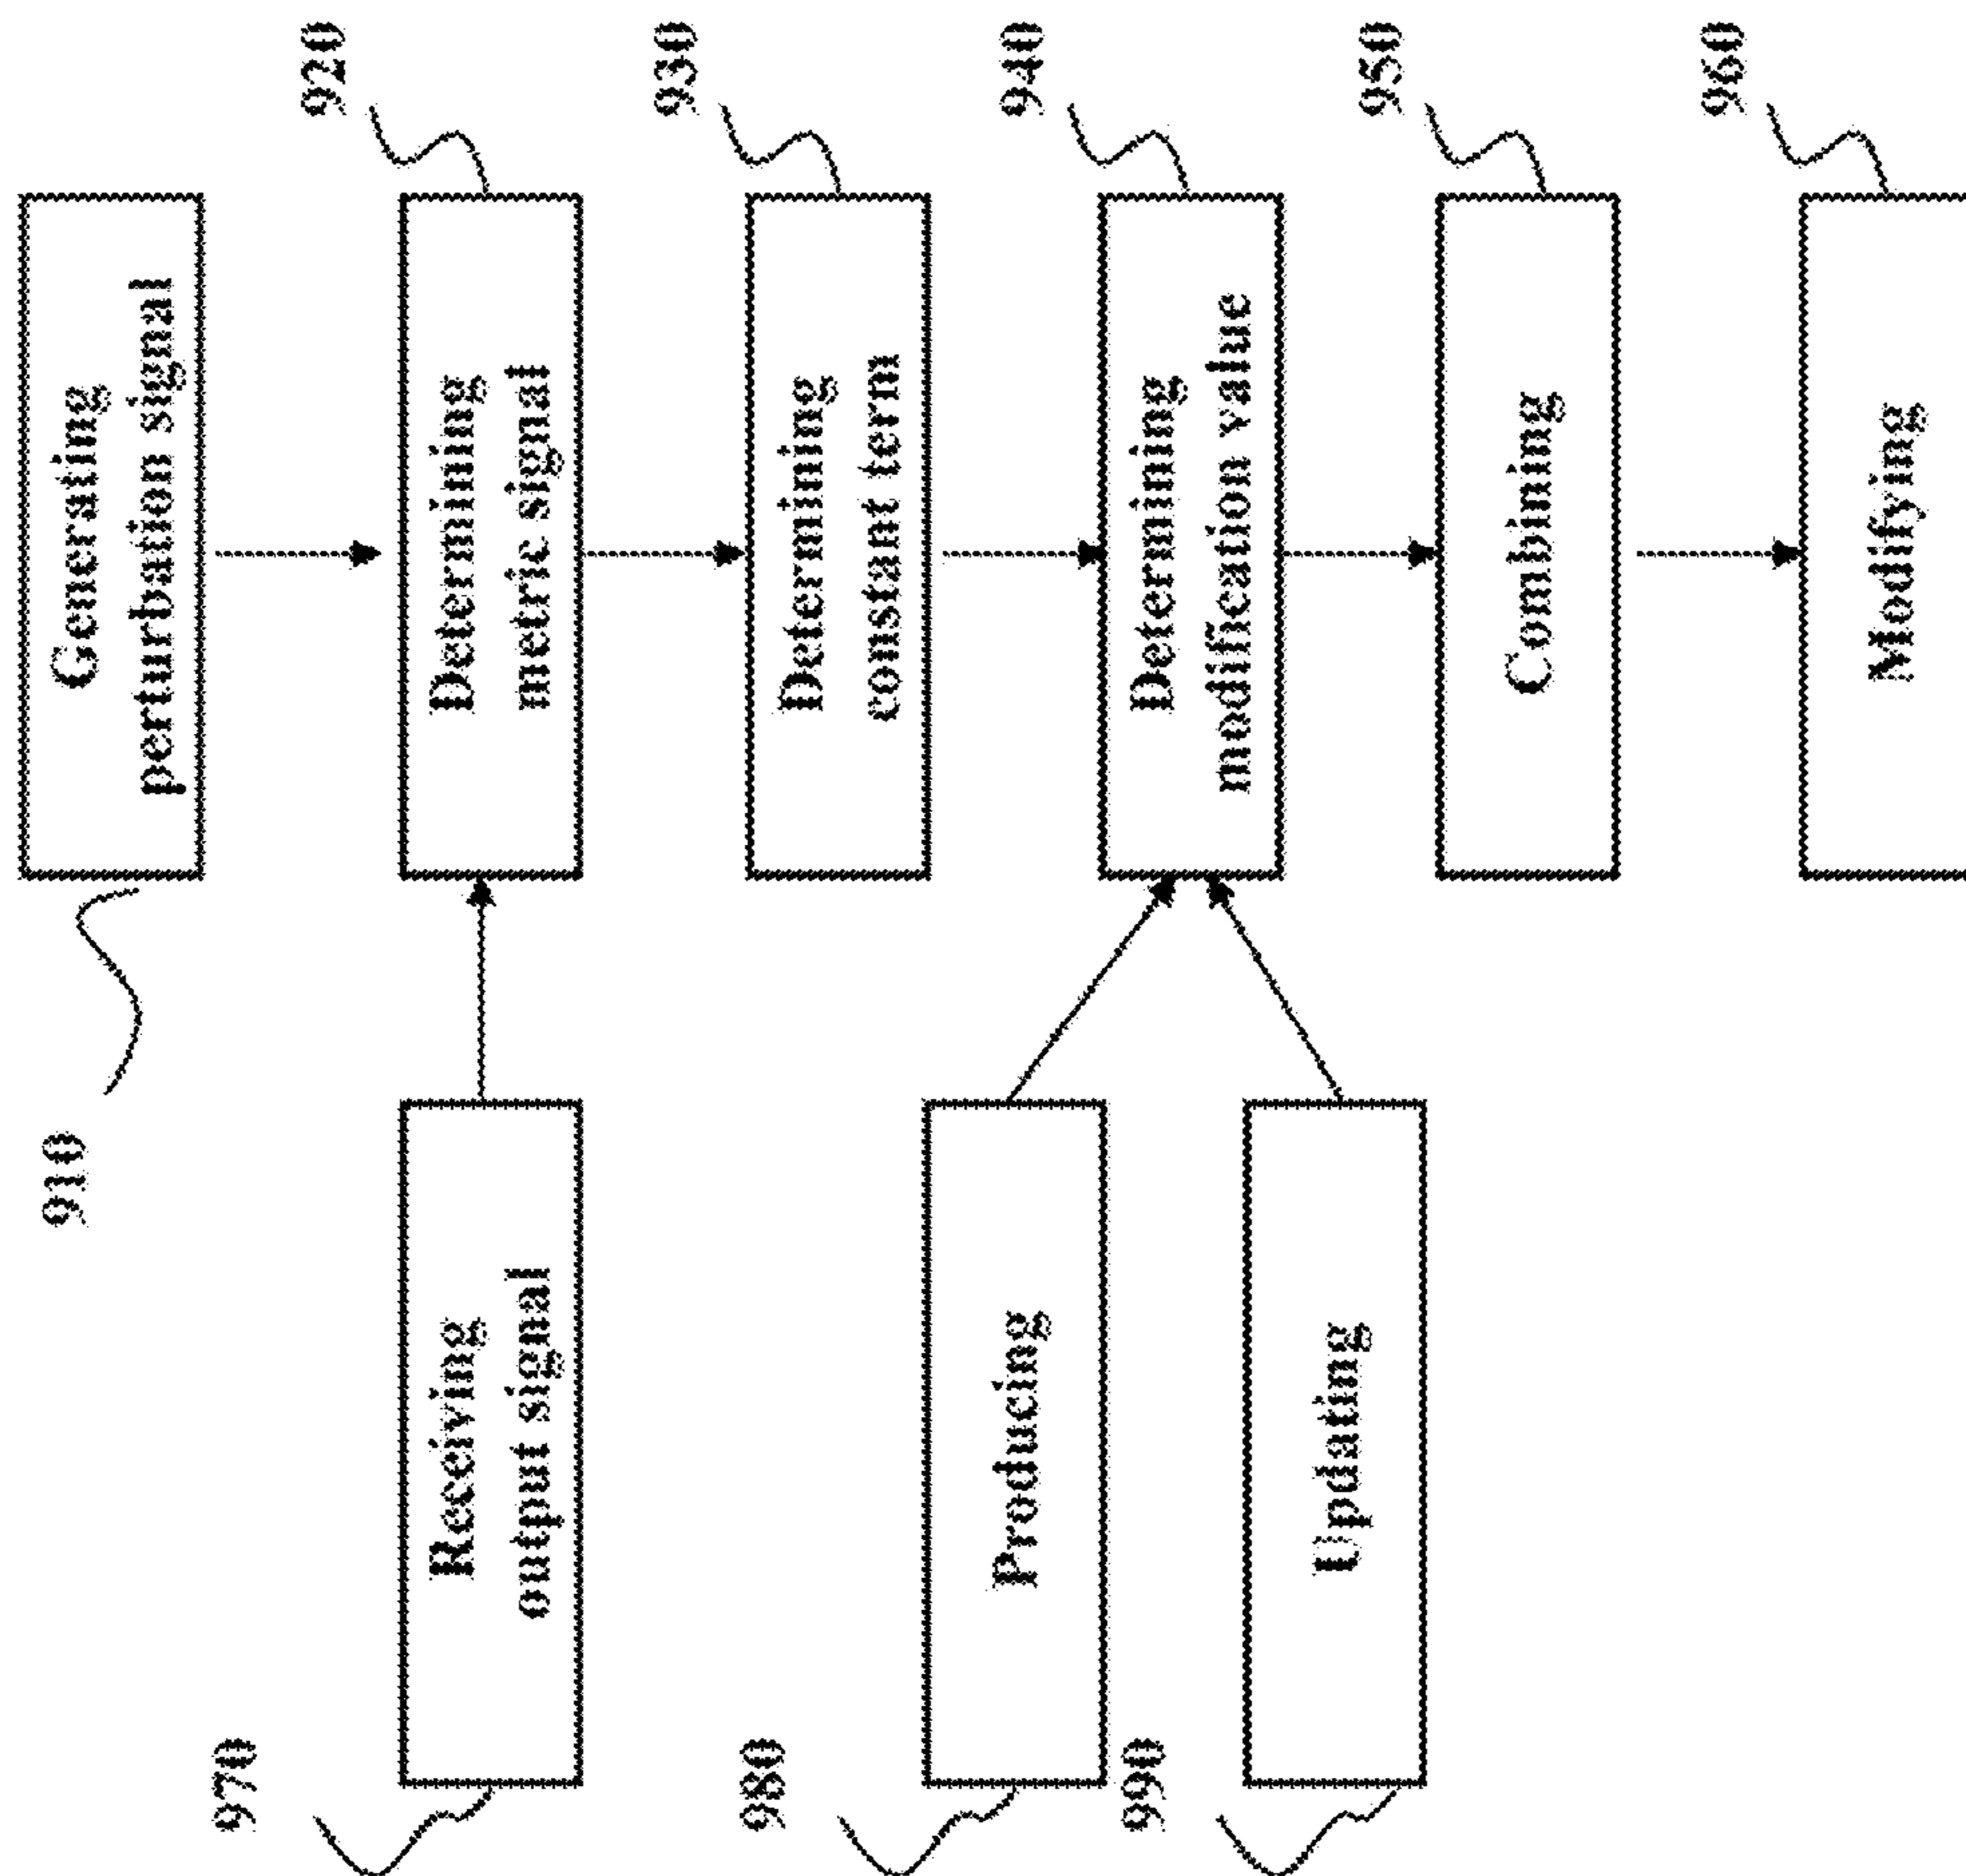 910
Generating
perturbation signal
920
Determining
metric signal
930
Determining
constant term
940
Determining
modification value
950
Combining
960
Modifying
970
Receiving
output signal
980
Producing
990
Updating